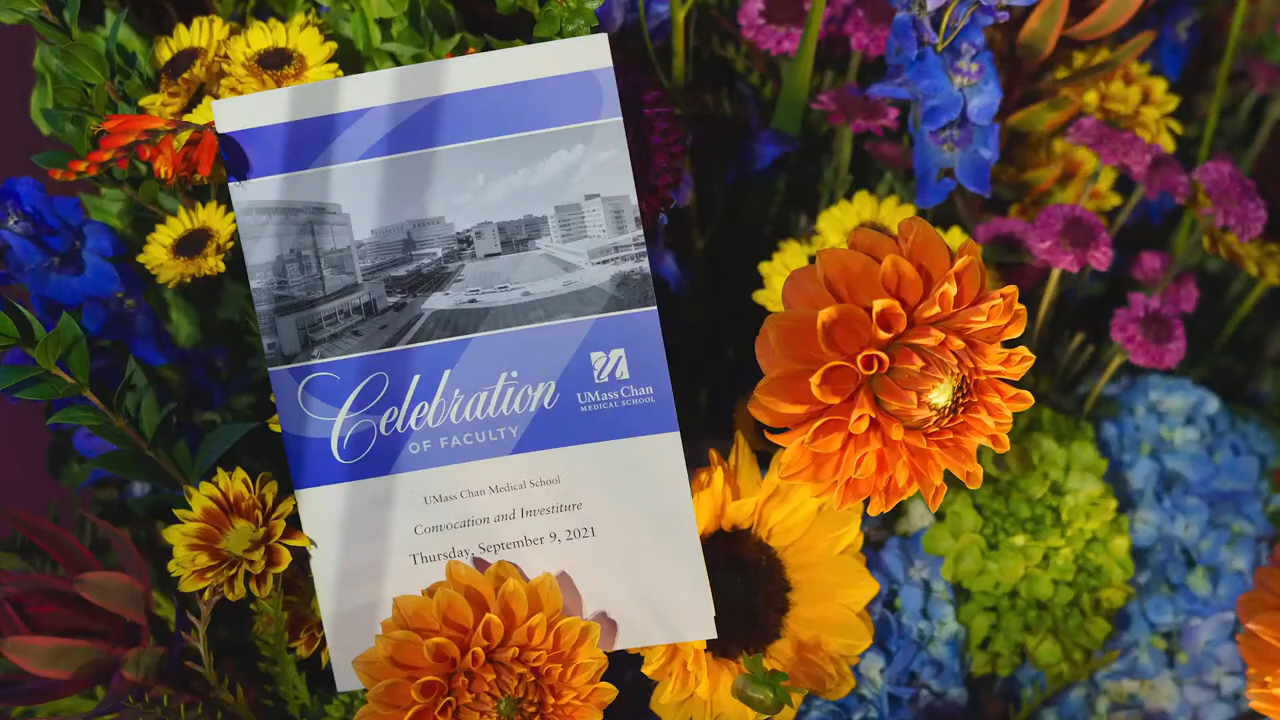 Celebration
OF FACULTY
UMass Chan
MEDICAL SCHOOL
UMass Chan Medical School
Convocation and Investiture
Thursday, September 9, 2021